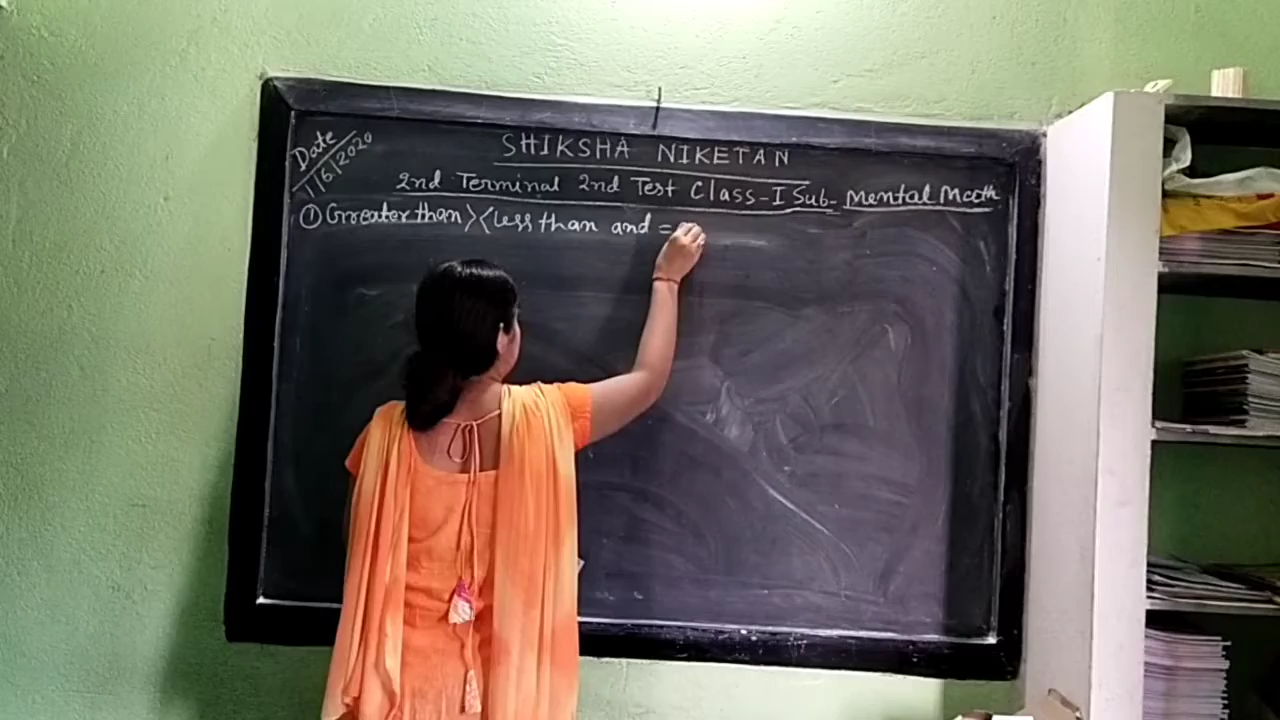 Date
1/6/2020
SHIKSHA NIKETAN
2nd Terminal 2nd Test Class-I Sub- Mental Math
① Greater than > < less than and =